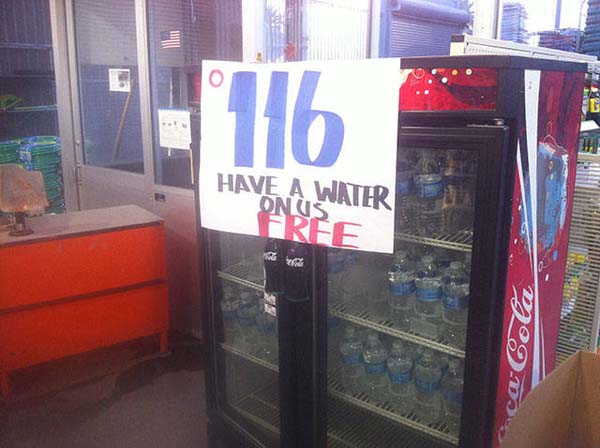 °116
HAVE A WATER
ON US
FREE
Coca-Cola